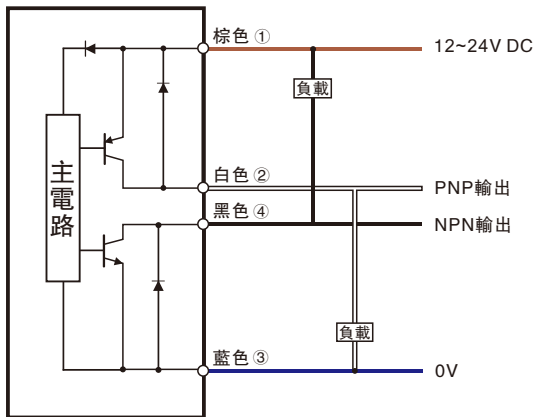 棕色 ①
12~24V DC
負載
主電路
白色 ②
PNP輸出
黑色 ④
NPN輸出
負載
藍色 ③
0V